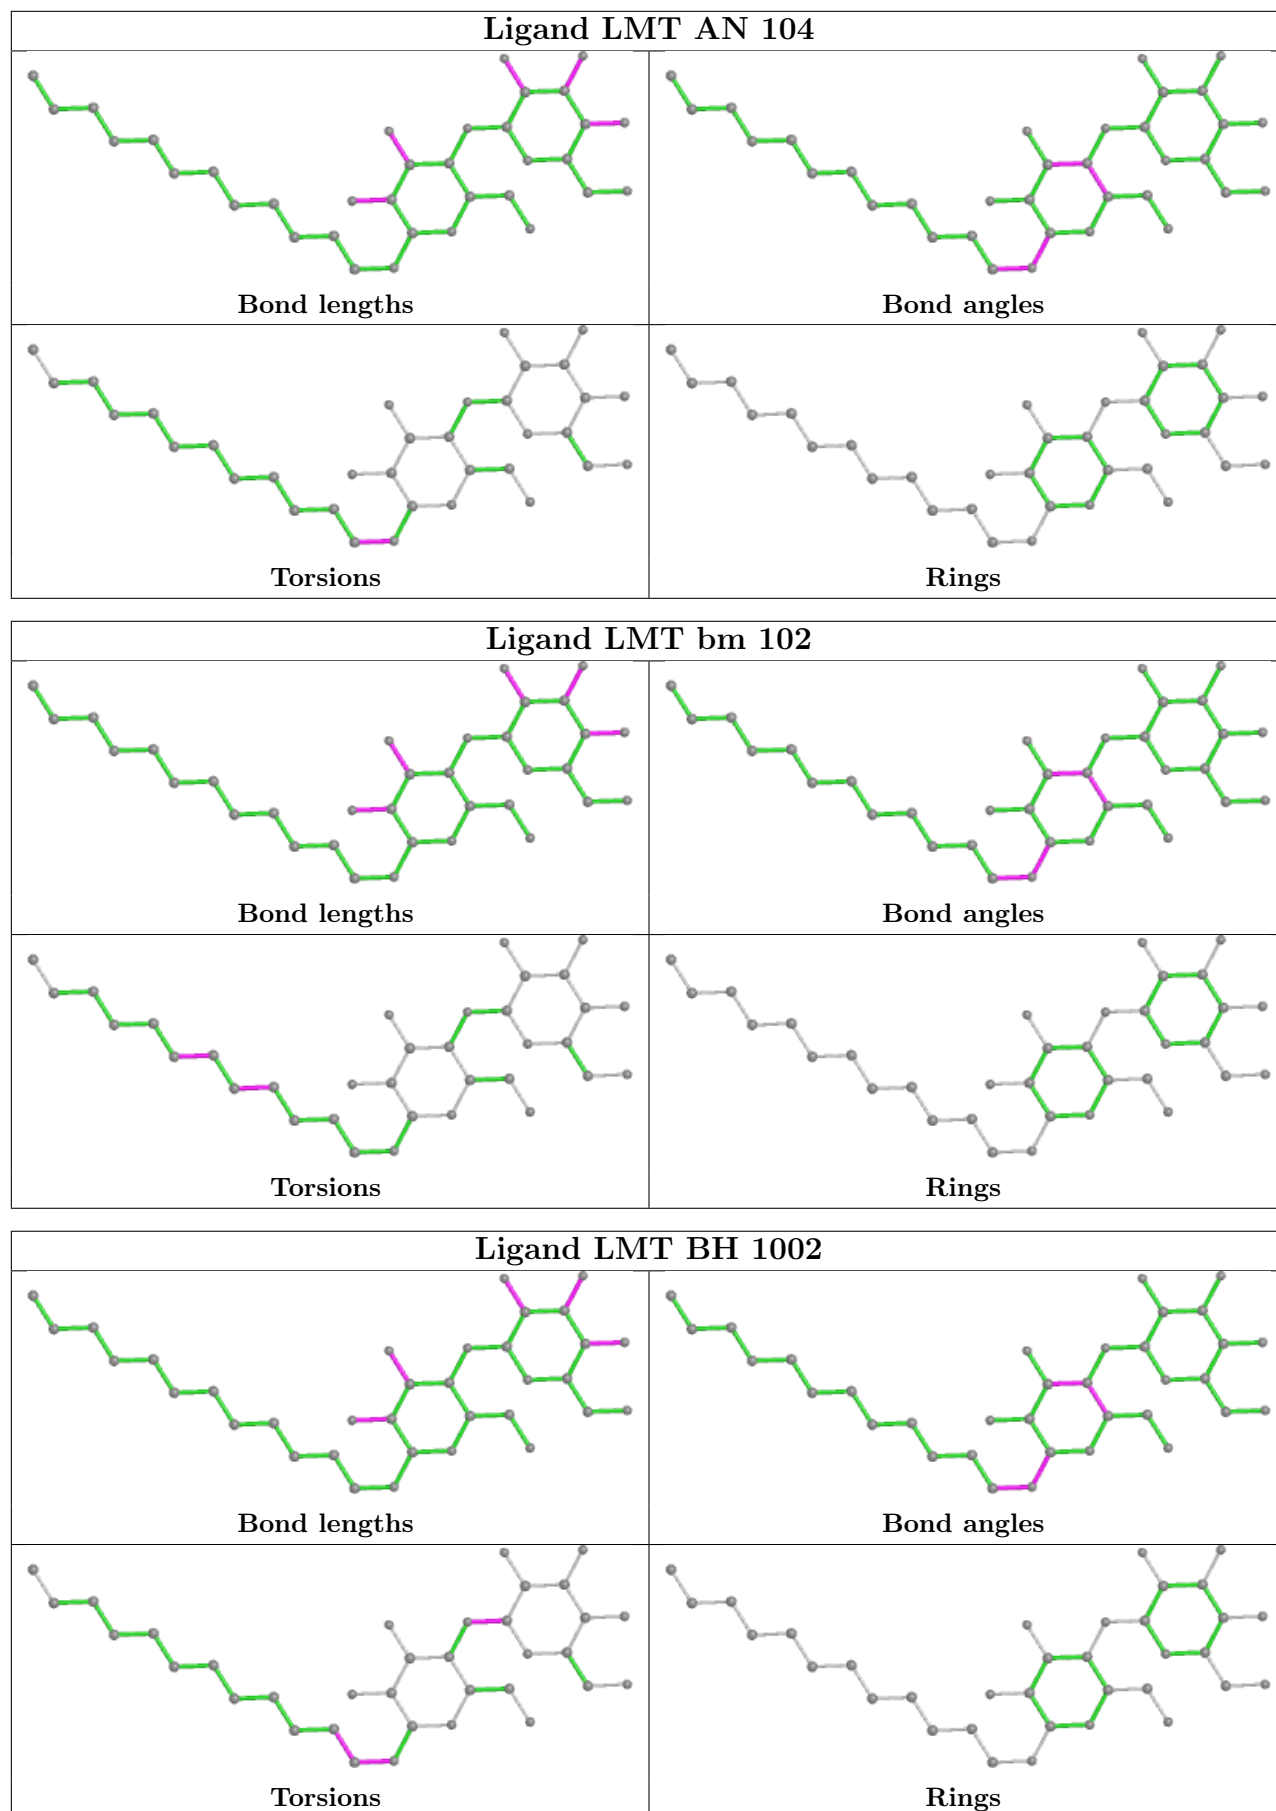 Ligand LMT AN 104
Bond lengths
Bond angles
Torsions
Rings
Ligand LMT bm 102
Bond lengths
Bond angles
Torsions
Rings
Ligand LMT BH 1002
Bond lengths
Bond angles
Torsions
Rings